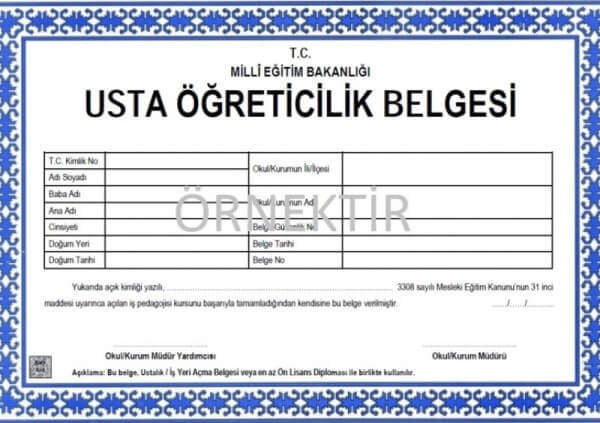 T.C.
MİLLÎ EĞİTİM BAKANLIĞI
USTA ÖĞRETİCİLİK BELGESİ
T.C. Kimlik No
Adı Soyadı
Baba Adı
Ana Adı
Cinsiyeti
Doğum Yeri
Doğum Tarihi
Okul/Kurumun İli/İlçesi
Okul/Kurumun Adı
Belge Güvenlik No
Belge Tarihi
Belge No
ÖRNEKTİR
Yukarıda açık kimliği yazılı, .................................................. 3308 sayılı Mesleki Eğitim Kanunu'nun 31 inci
maddesi uyarınca açılan iş pedagojisi kursunu başarıyla tamamladığından kendisine bu belge verilmiştir. ...../...../..........
Okul/Kurum Müdür Yardımcısı
Okul/Kurum Müdürü
Açıklama: Bu belge, Ustalık / İş Yeri Açma Belgesi veya en az Ön Lisans Diploması ile birlikte kullanılır.